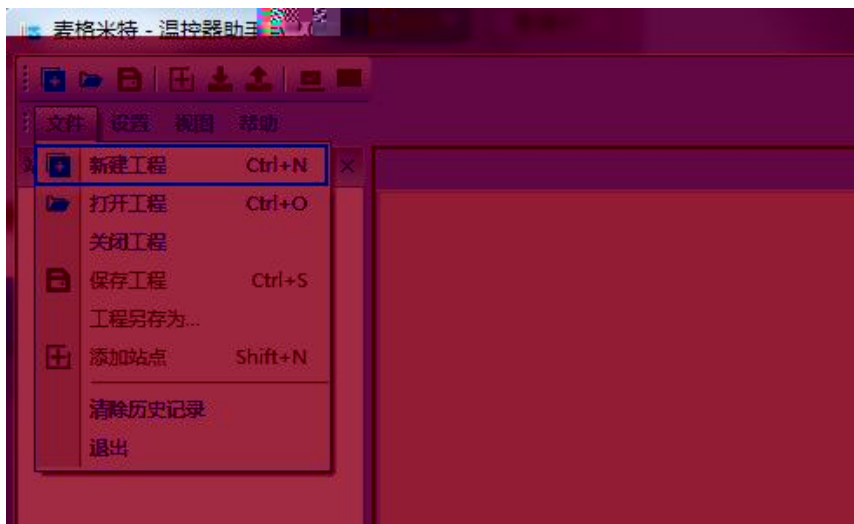 麦格米特 - 温控器助手
文件 设置 视图 帮助
新建工程 Ctrl+N
打开工程 Ctrl+O
关闭工程
保存工程 Ctrl+S
工程另存为...
添加站点 Shift+N
清除历史记录
退出